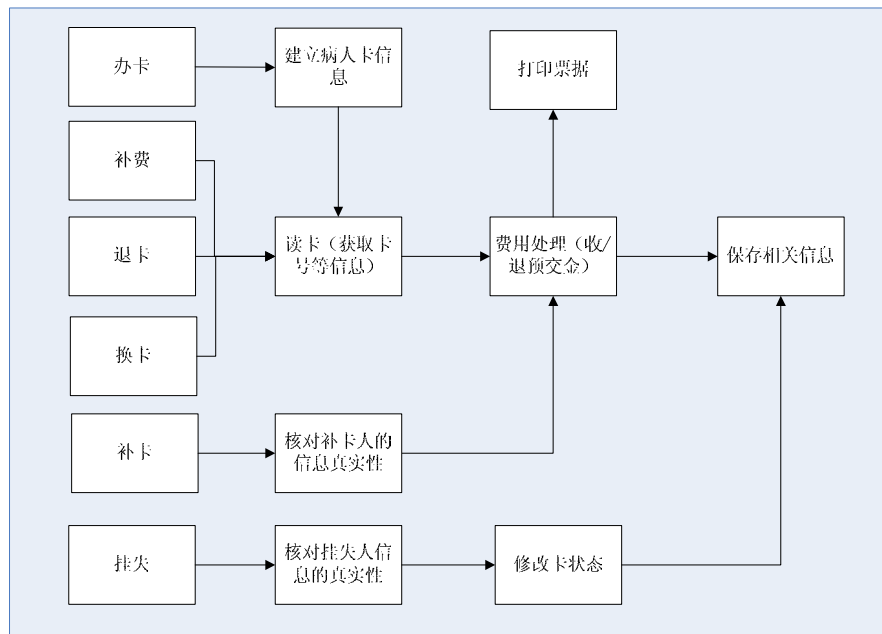 办卡
建立病人卡信
息
打印票据
补费
退卡
读卡（获取卡
号等信息）
费用处理（收/
退预交金）
保存相关信息
换卡
补卡
核对补卡人的
信息真实性
挂失
核对挂失人信
息的真实性
修改卡状态